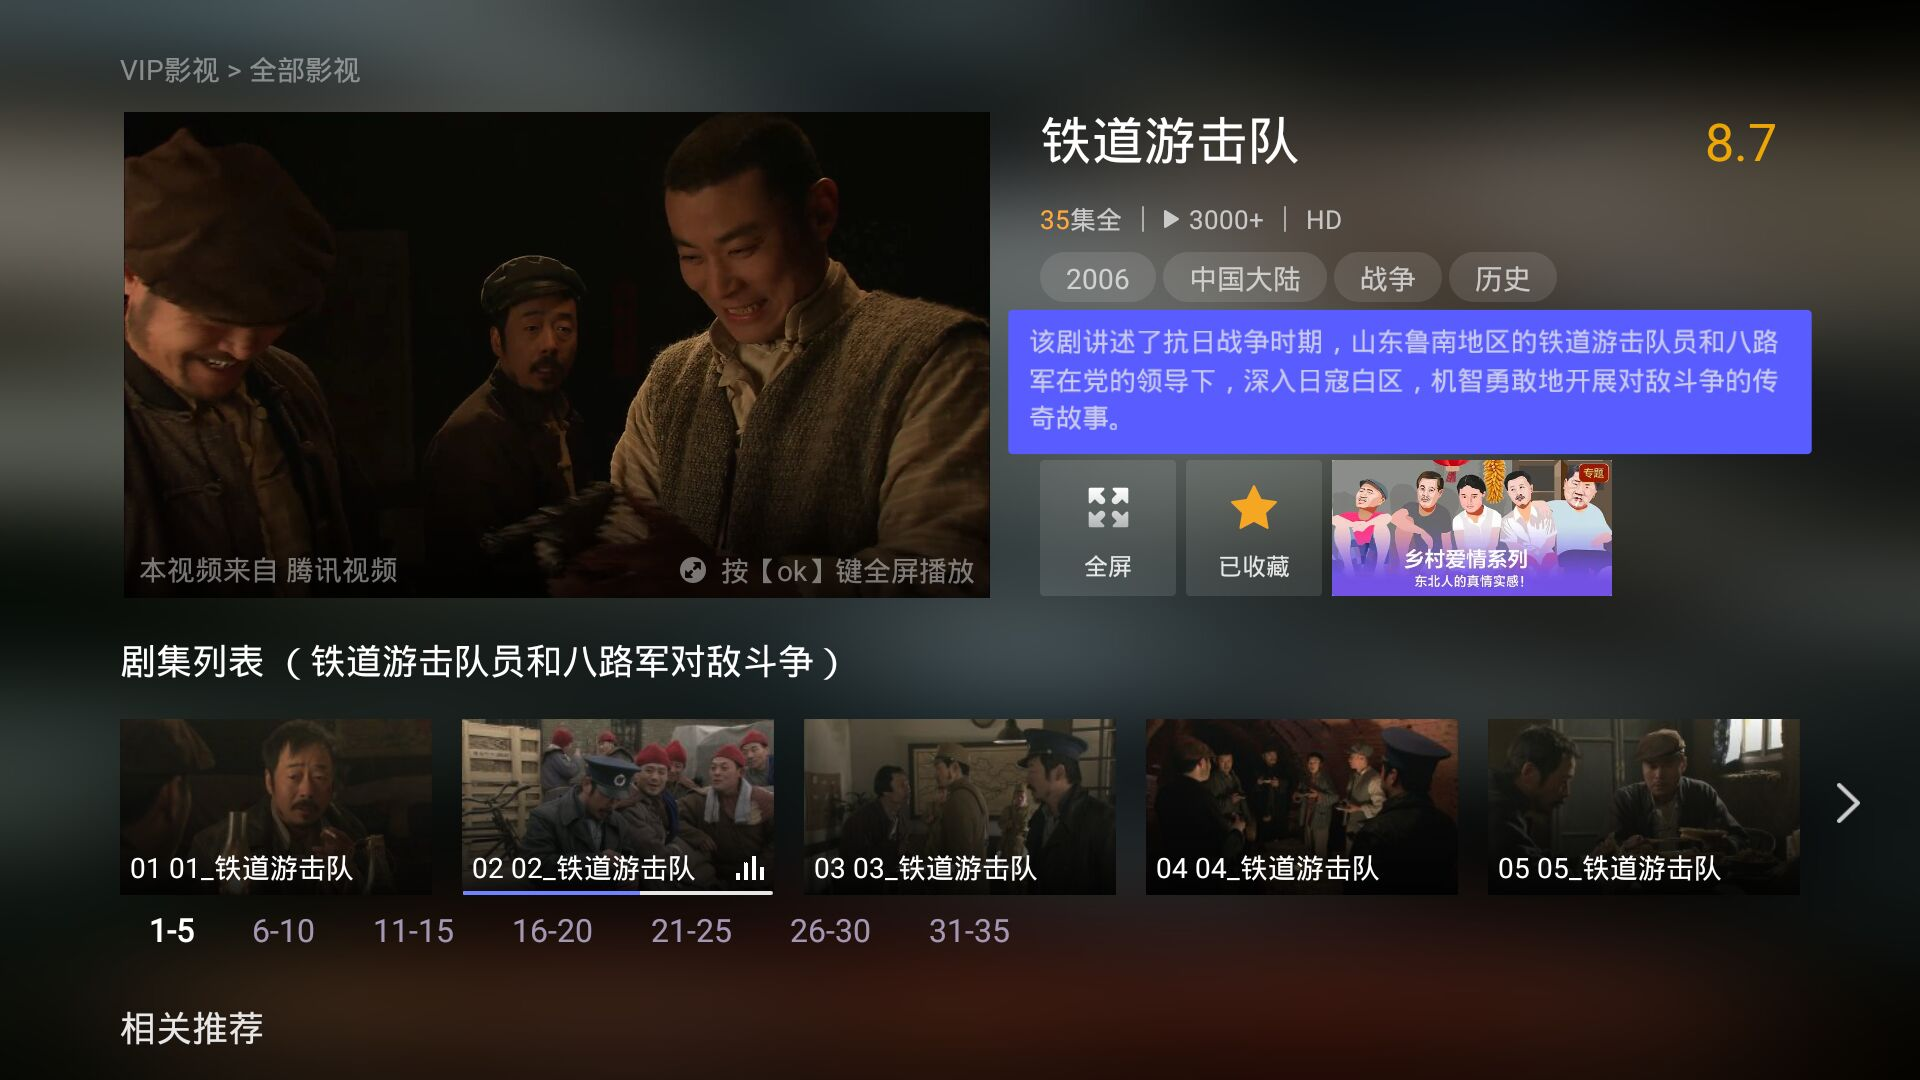 VIP影视 > 全部影视
铁道游击队
8.7
35集全 | 3000+ | HD
2006 中国大陆 战争 历史
该剧讲述了抗日战争时期，山东鲁南地区的铁道游击队员和八路
军在党的领导下，深入日寇白区，机智勇敢地开展对敌斗争的传
奇故事。
本视频来自 腾讯视频
按【ok】键全屏播放
全屏
已收藏
专题
乡村爱情系列
东北人的真情实感!
剧集列表 （铁道游击队员和八路军对敌斗争）
01 01_铁道游击队
02 02_铁道游击队
03 03_铁道游击队
04 04_铁道游击队
05 05_铁道游击队
1-5 6-10 11-15 16-20 21-25 26-30 31-35
相关推荐